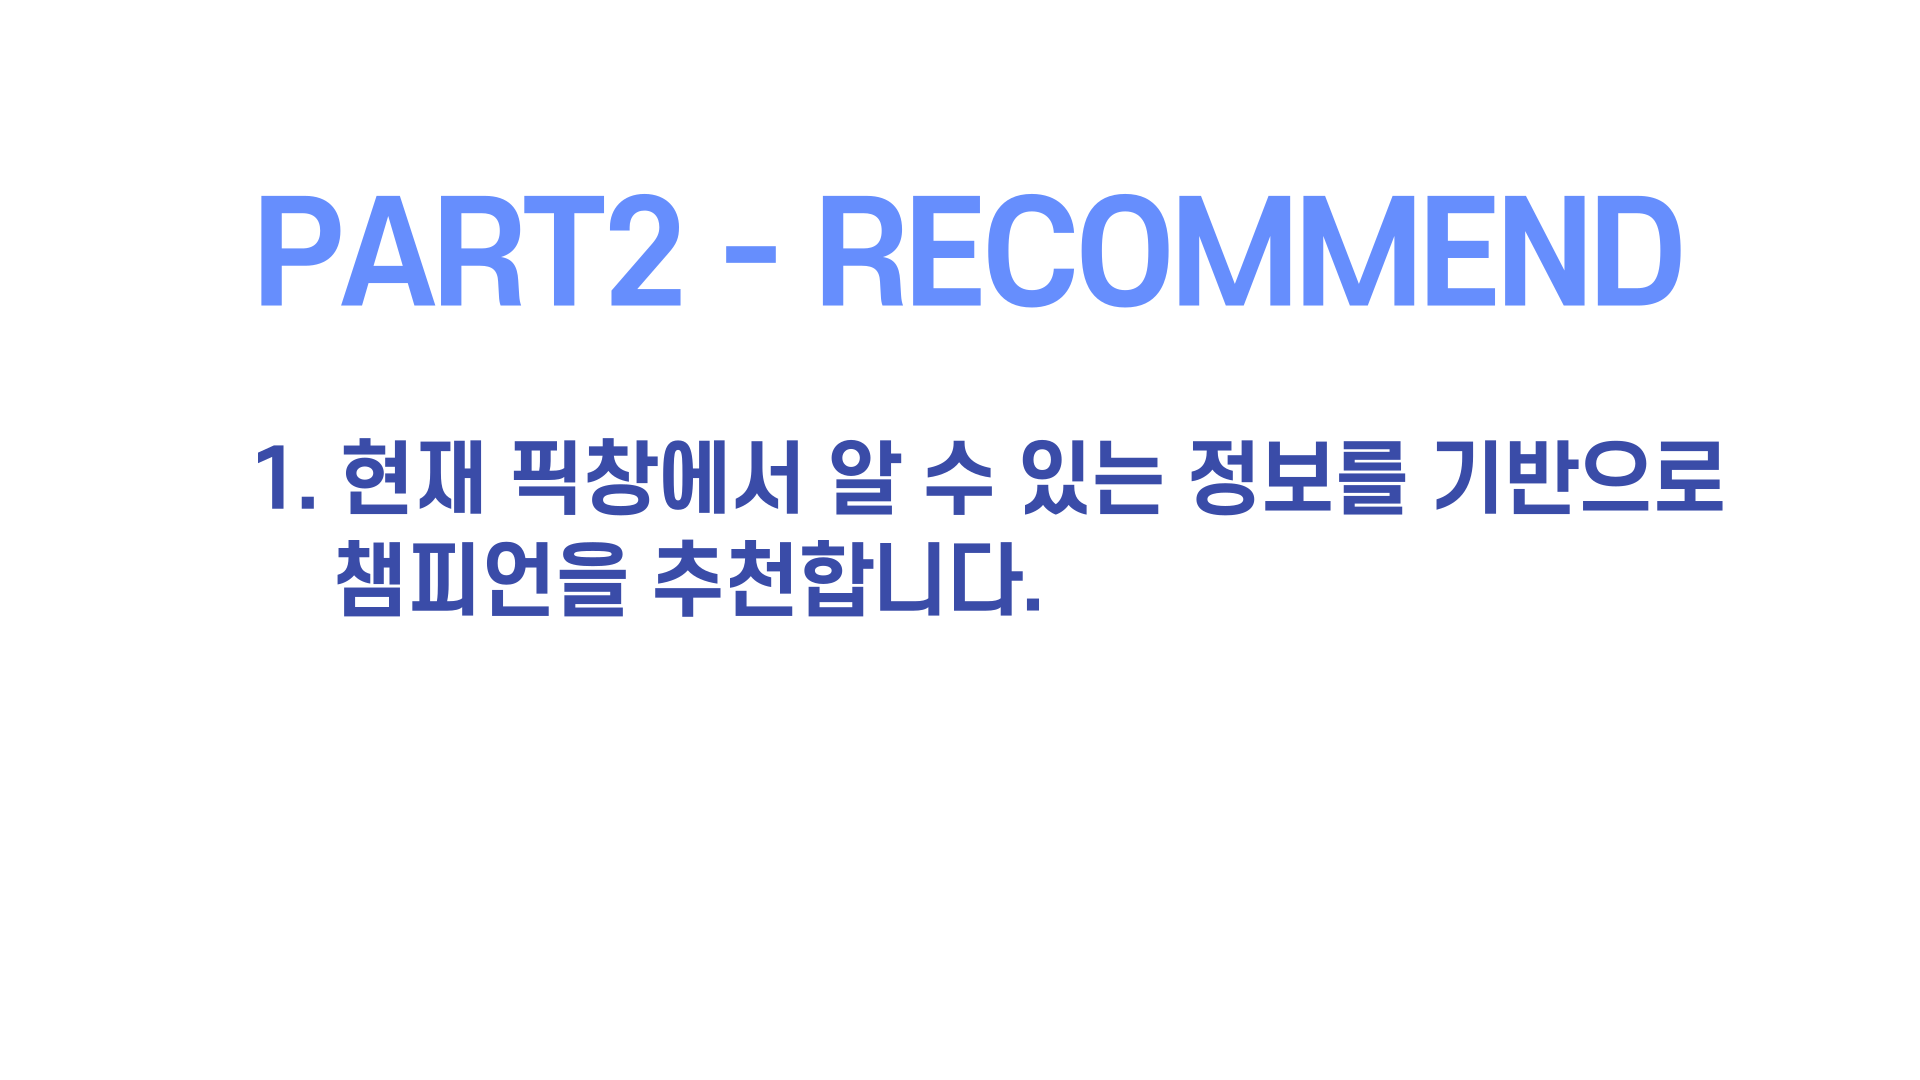 PART2 - RECOMMEND
1. 현재 픽창에서 알 수 있는 정보를 기반으로
챔피언을 추천합니다.